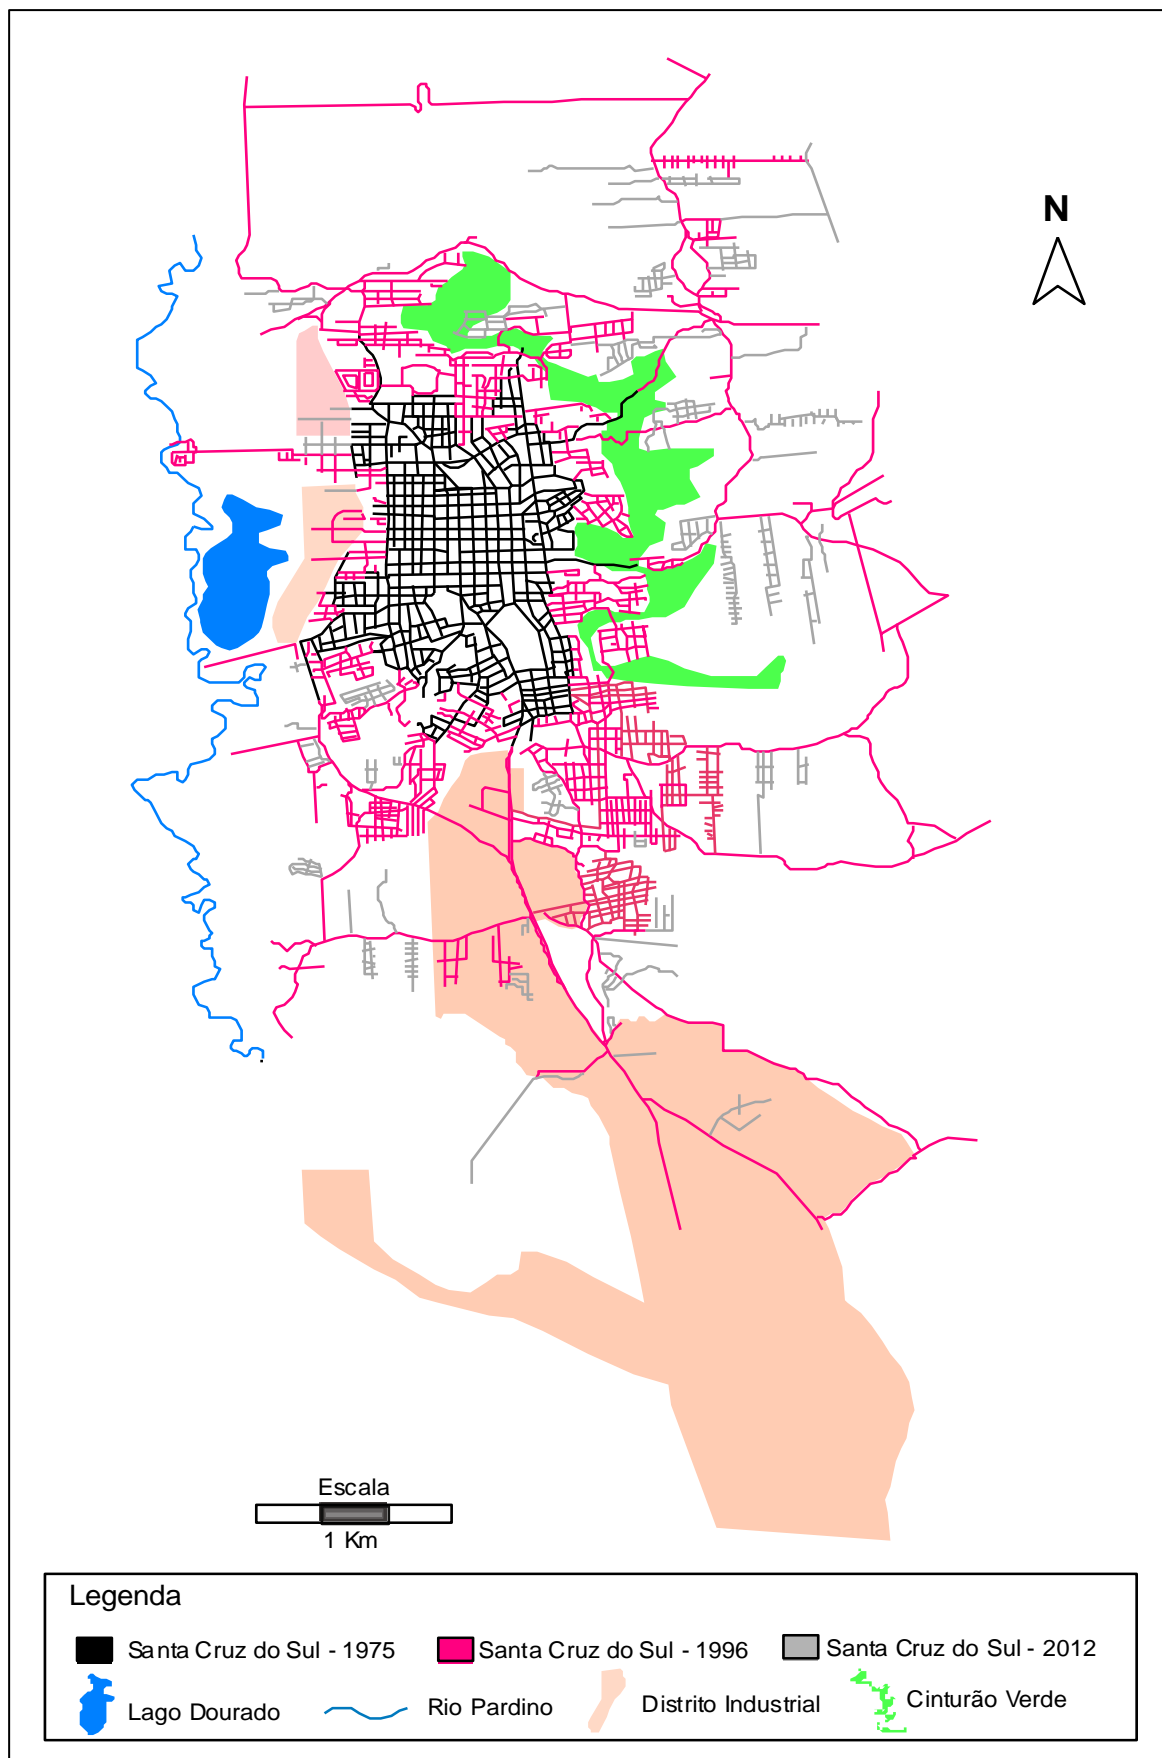 N
Escala
1 Km
Legenda
Santa Cruz do Sul - 1975
Santa Cruz do Sul - 1996
Santa Cruz do Sul - 2012
Lago Dourado
Rio Pardino
Distrito Industrial
Cinturão Verde